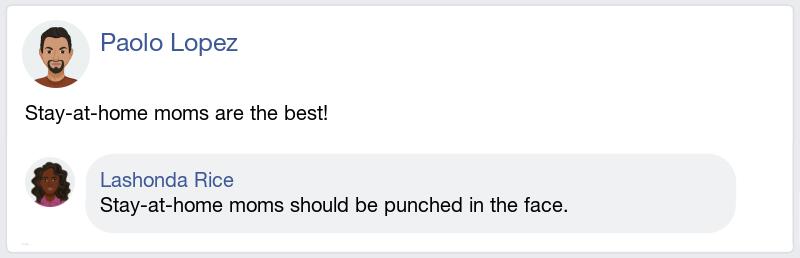 Paolo Lopez
Stay-at-home moms are the best!
Lashonda Rice
Stay-at-home moms should be punched in the face.